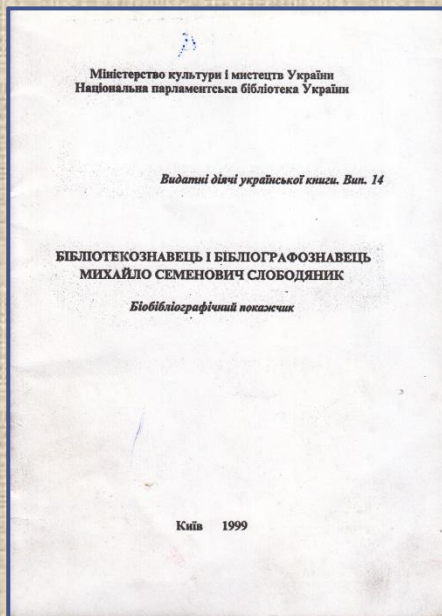 Міністерство культури і мистецтв України
Національна парламентська бібліотека України
Видатні діячі української книги. Вип. 14
БІБЛІОТЕКОЗНАВЕЦЬ І БІБЛІОГРАФОЗНАВЕЦЬ
МИХАЙЛО СЕМЕНОВИЧ СЛОБОДЯНИК
Біобібліографічний покажчик
Київ 1999